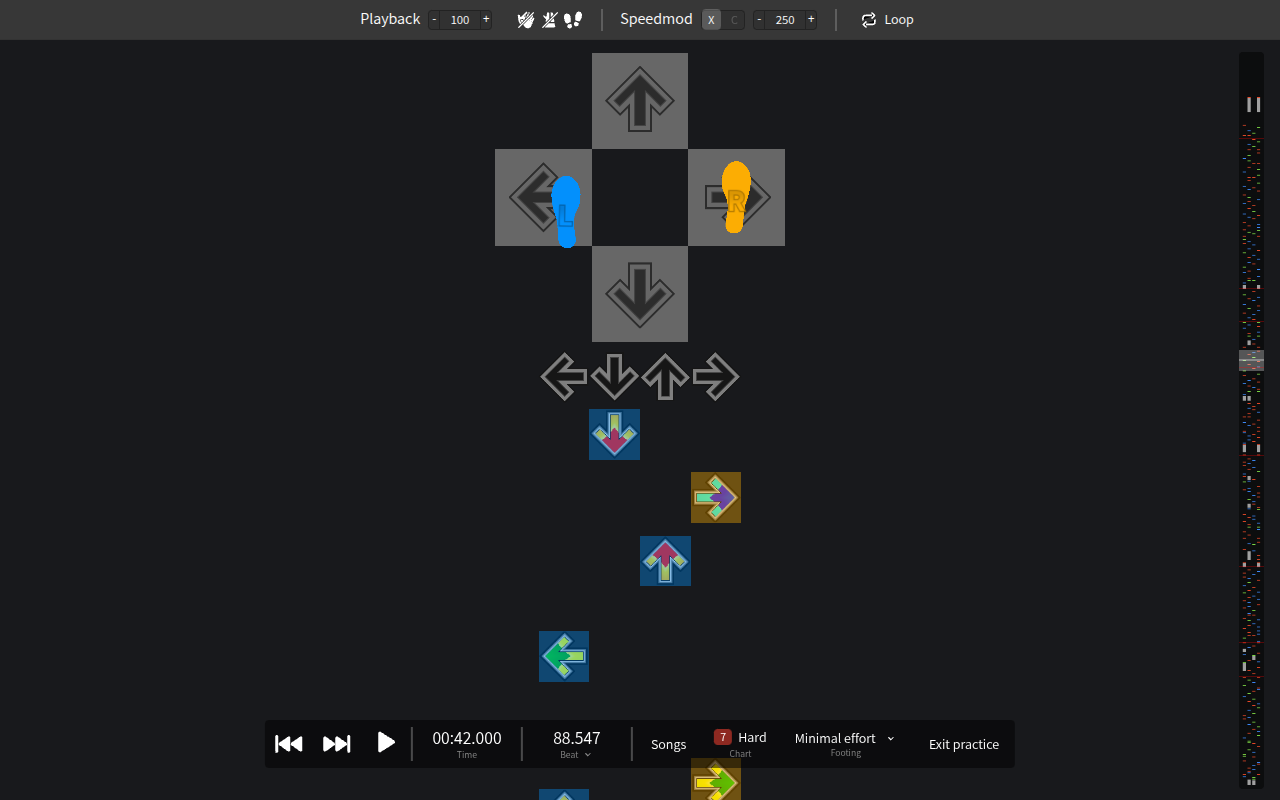 Playback - 100 + Speedmod X C - 250 + Loop
L R
00:42.000 88.547 Songs 7 Hard Minimal effort Exit practice
Time Beat Chart Footing